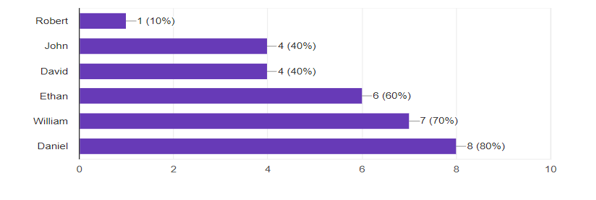 Robert 1 (10%)
John 4 (40%)
David 4 (40%)
Ethan 6 (60%)
William 7 (70%)
Daniel 8 (80%)
0 2 4 6 8 10